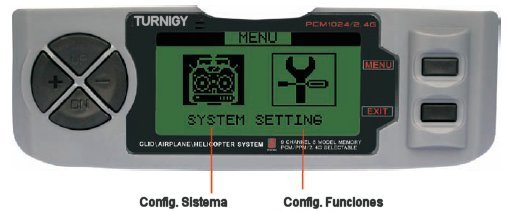 TURNIGY
PCM1024/2.4G
MENU
UP
+ -
DN
MENU
SYSTEM SETTING
EXIT
GLID\AIRPLANE\HELICOPTER SYSTEM
9 CHANNEL 8 MODEL MEMORY
PCM/PPM/2.4G SELECTABLE
Config. Sistema
Config. Funciones